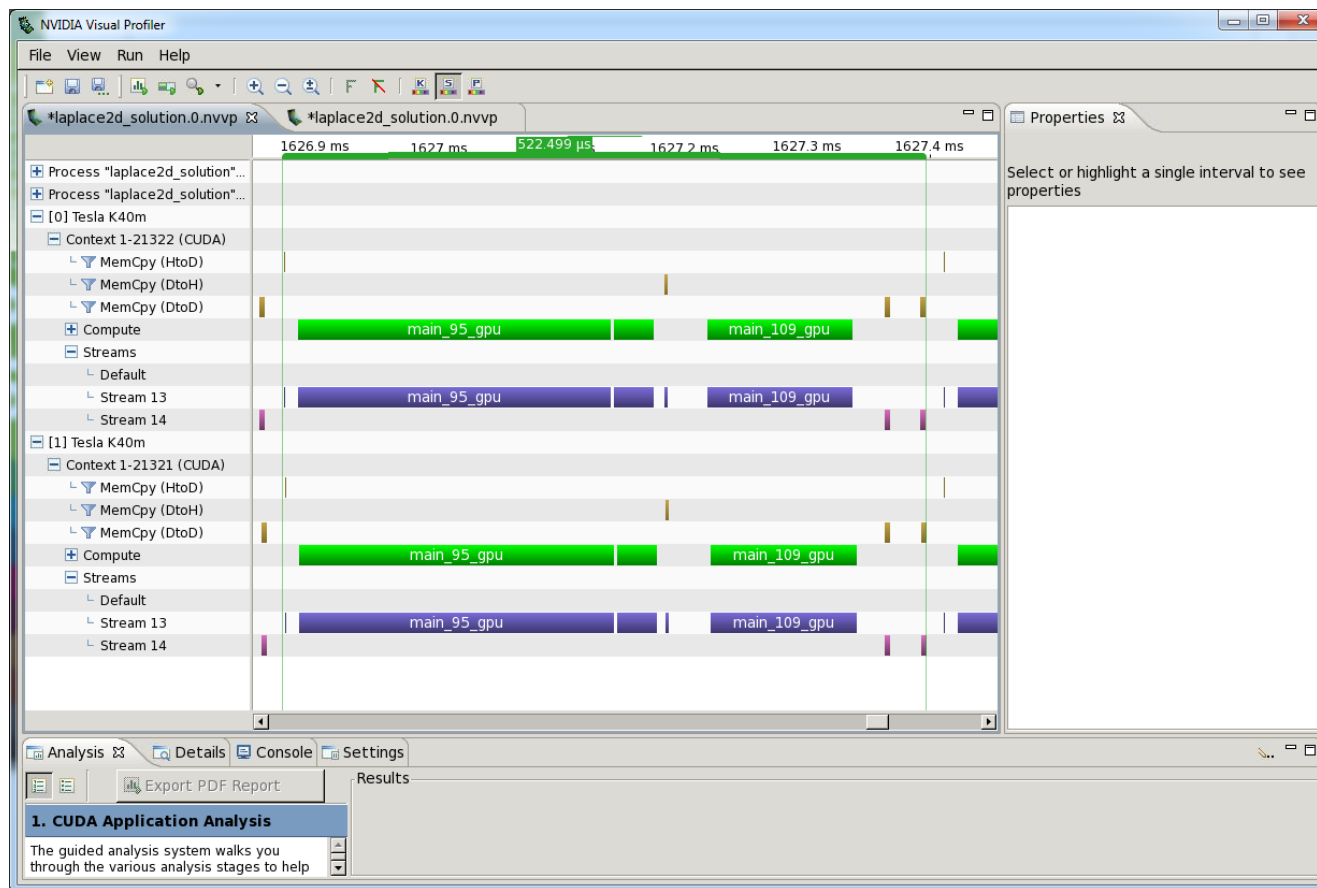 NVIDIA Visual Profiler
File View Run Help
*laplace2d_solution.0.nvvp
*laplace2d_solution.0.nvvp
Properties
1626.9 ms
1627 ms
522.499 µs
1627.2 ms
1627.3 ms
1627.4 ms
Select or highlight a single interval to see
properties
Process "laplace2d_solution"...
Process "laplace2d_solution"...
[0] Tesla K40m
Context 1-21322 (CUDA)
MemCpy (HtoD)
MemCpy (DtoH)
MemCpy (DtoD)
Compute
main_95_gpu
main_109_gpu
Streams
Default
Stream 13
main_95_gpu
main_109_gpu
Stream 14
[1] Tesla K40m
Context 1-21321 (CUDA)
MemCpy (HtoD)
MemCpy (DtoH)
MemCpy (DtoD)
Compute
main_95_gpu
main_109_gpu
Streams
Default
Stream 13
main_95_gpu
main_109_gpu
Stream 14
Analysis
Details
Console
Settings
Export PDF Report
Results
1. CUDA Application Analysis
The guided analysis system walks you
through the various analysis stages to help